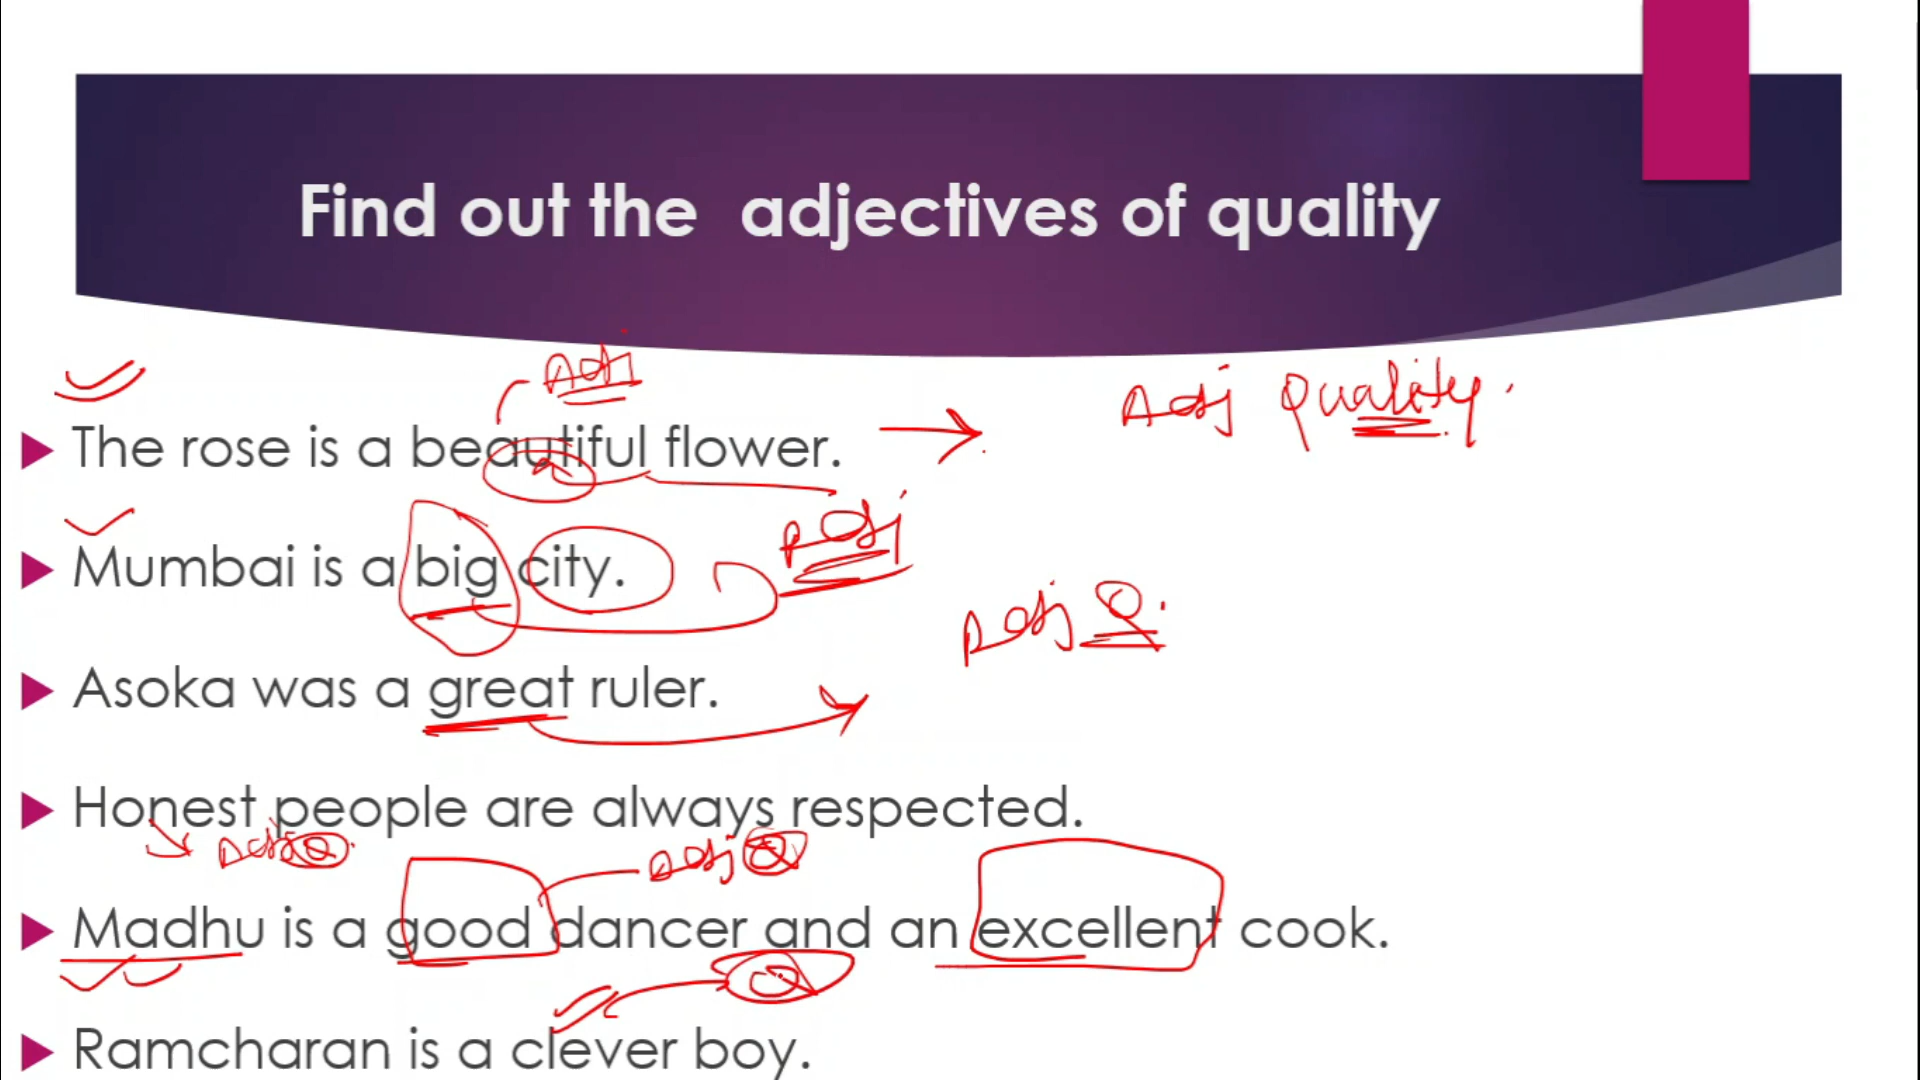 Find out the adjectives of quality
Adj
Adj Quality.
The rose is a beautiful flower.
Adj
Mumbai is a big city.
Adj Q.
Asoka was a great ruler.
Honest people are always respected.
Adj Q.
Adj Q
Madhu is a good dancer and an excellent cook.
Q
Ramcharan is a clever boy.